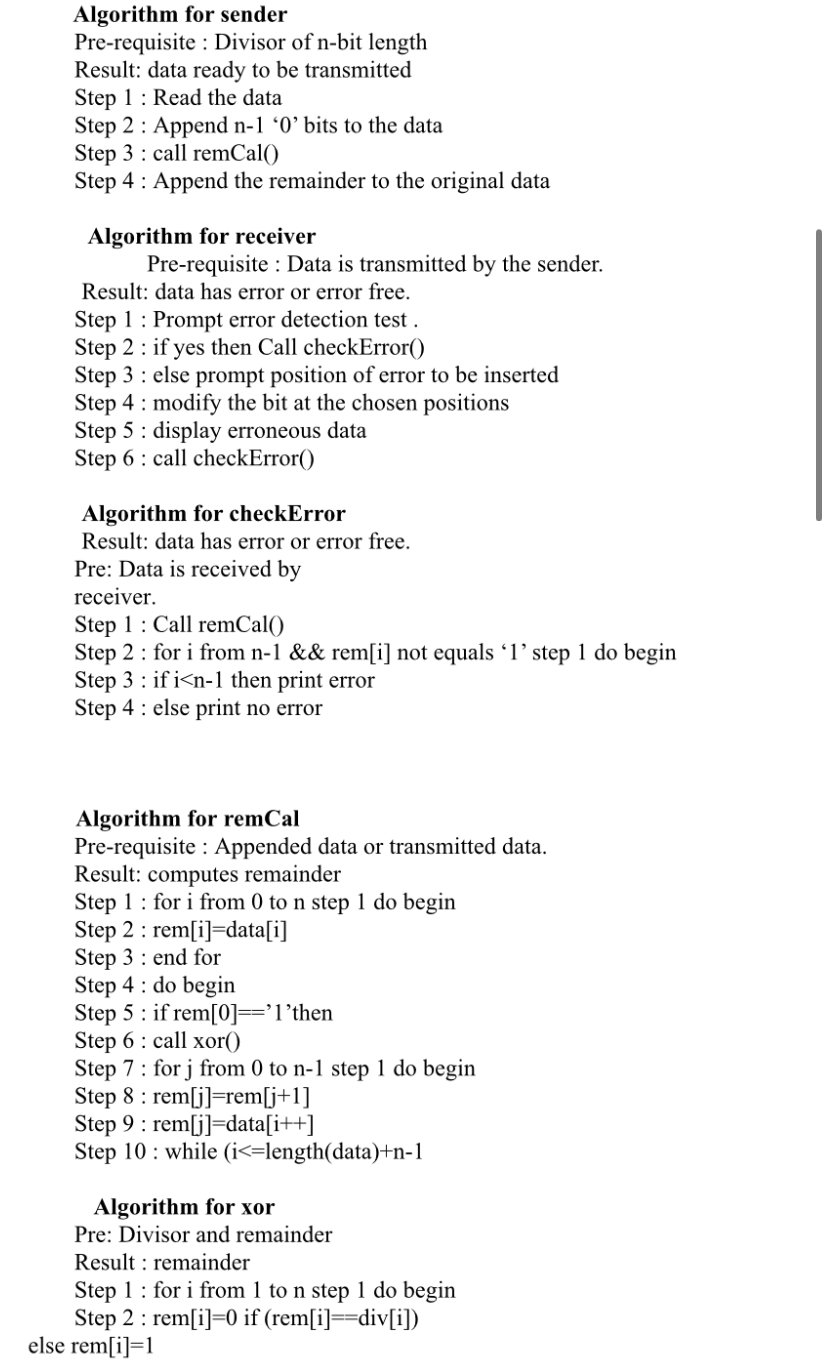 Algorithm for sender
Pre-requisite : Divisor of n-bit length
Result: data ready to be transmitted
Step 1 : Read the data
Step 2 : Append n-1 ‘0’ bits to the data
Step 3 : call remCal()
Step 4 : Append the remainder to the original data
Algorithm for receiver
Pre-requisite : Data is transmitted by the sender.
Result: data has error or error free.
Step 1 : Prompt error detection test .
Step 2 : if yes then Call checkError()
Step 3 : else prompt position of error to be inserted
Step 4 : modify the bit at the chosen positions
Step 5 : display erroneous data
Step 6 : call checkError()
Algorithm for checkError
Result: data has error or error free.
Pre: Data is received by
receiver.
Step 1 : Call remCal()
Step 2 : for i from n-1 && rem[i] not equals ‘1’ step 1 do begin
Step 3 : if i<n-1 then print error
Step 4 : else print no error
Algorithm for remCal
Pre-requisite : Appended data or transmitted data.
Result: computes remainder
Step 1 : for i from 0 to n step 1 do begin
Step 2 : rem[i]=data[i]
Step 3 : end for
Step 4 : do begin
Step 5 : if rem[0]==’1’then
Step 6 : call xor()
Step 7 : for j from 0 to n-1 step 1 do begin
Step 8 : rem[j]=rem[j+1]
Step 9 : rem[j]=data[i++]
Step 10 : while (i<=length(data)+n-1
Algorithm for xor
Pre: Divisor and remainder
Result : remainder
Step 1 : for i from 1 to n step 1 do begin
Step 2 : rem[i]=0 if (rem[i]==div[i])
else rem[i]=1